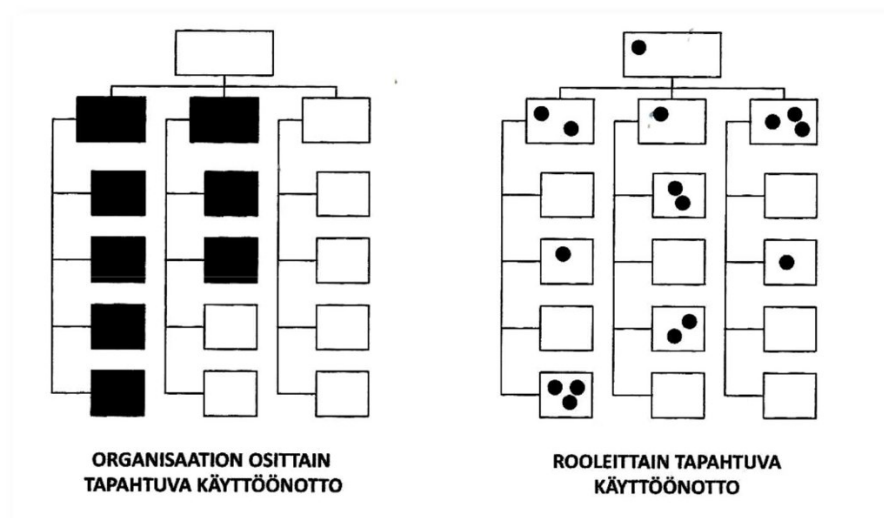 ORGANISAATION OSITTAIN
TAPAHTUVA KÄYTTÖÖNOTTO
ROOLEITTAIN TAPAHTUVA
KÄYTTÖÖNOTTO